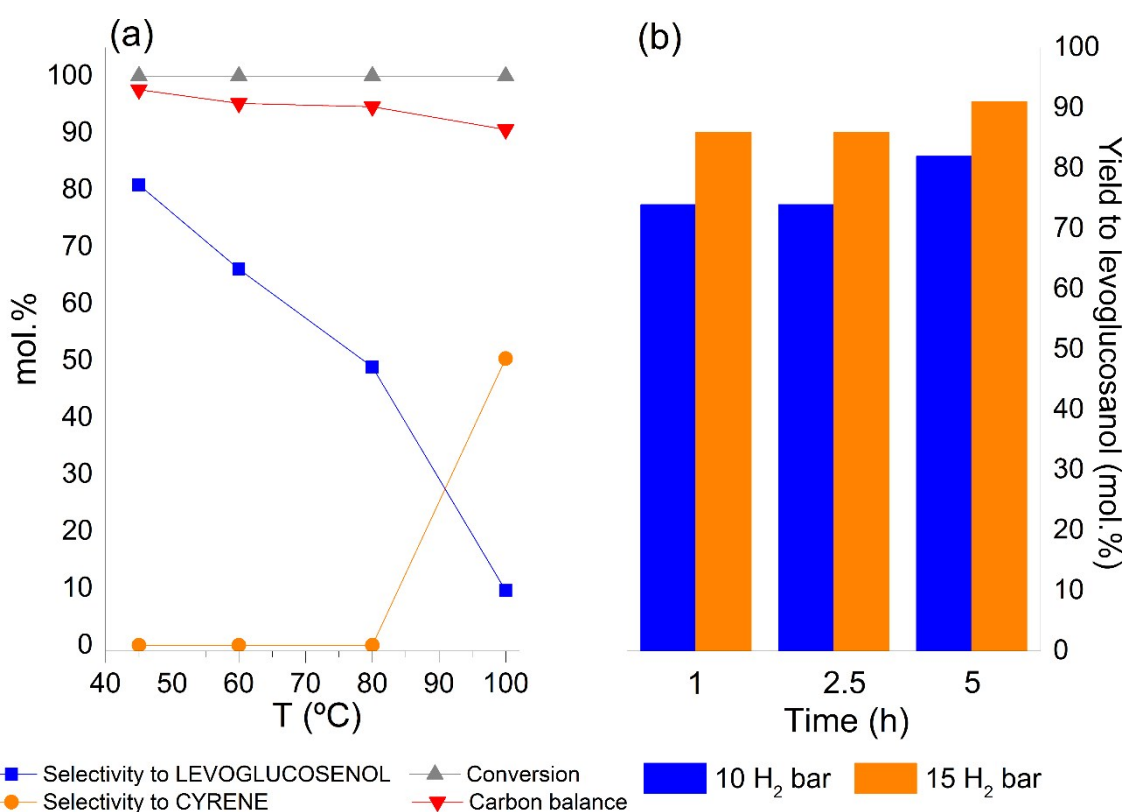 (a)
(b)
mol.%
100
90
80
70
60
50
40
30
20
10
0
40 50 60 70 80 90 100
T (ºC)
Selectivity to LEVOGLUCOSENOL
Conversion
Selectivity to CYRENE
Carbon balance
100
90
80
70
60
50
40
30
20
10
0
Yield to levoglucosanol (mol.%)
1 2.5 5
Time (h)
10 H₂ bar
15 H₂ bar